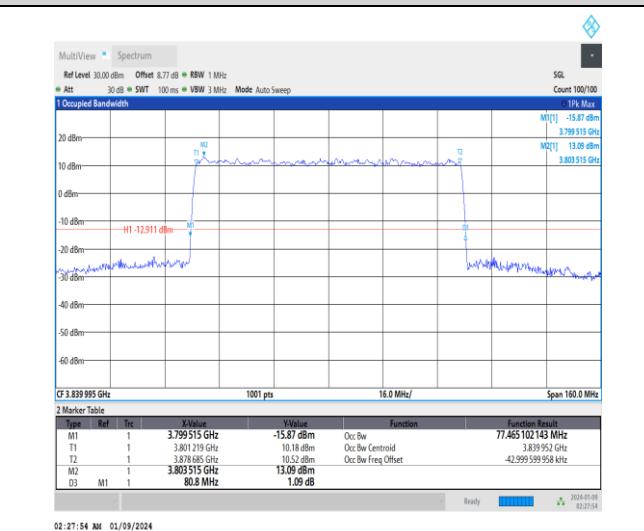 MultiView Spectrum
Ref Level 30.00 dBm Offset 8.77 dB RBW 1 MHz SGL
Att 30 dB SWT 100 ms VBW 3 MHz Mode Auto Sweep Count 100/100
1 Occupied Bandwidth 1Pk Max
M1[1] -15.87 dBm
3.799 515 GHz
20 dBm
M2[1] 13.09 dBm
3.803 515 GHz
M2
T1
T2
10 dBm
0 dBm
-10 dBm
H1 -12.911 dBm
M1
D3
-20 dBm
-30 dBm
-40 dBm
-50 dBm
-60 dBm
CF 3.839 995 GHz 1001 pts 16.0 MHz/ Span 160.0 MHz
2 Marker Table
Type Ref Trc X-Value Y-Value Function Function Result
M1 1 3.799 515 GHz -15.87 dBm Occ Bw 77.465 102 143 MHz
T1 1 3.801 219 GHz 10.18 dBm Occ Bw Centroid 3.839 952 GHz
T2 1 3.878 685 GHz 10.52 dBm Occ Bw Freq Offset -42.999 599 958 kHz
M2 1 3.803 515 GHz 13.09 dBm
D3 M1 1 80.8 MHz 1.09 dB
Ready 2024-01-09
02:27:54
02:27:54 AM 01/09/2024